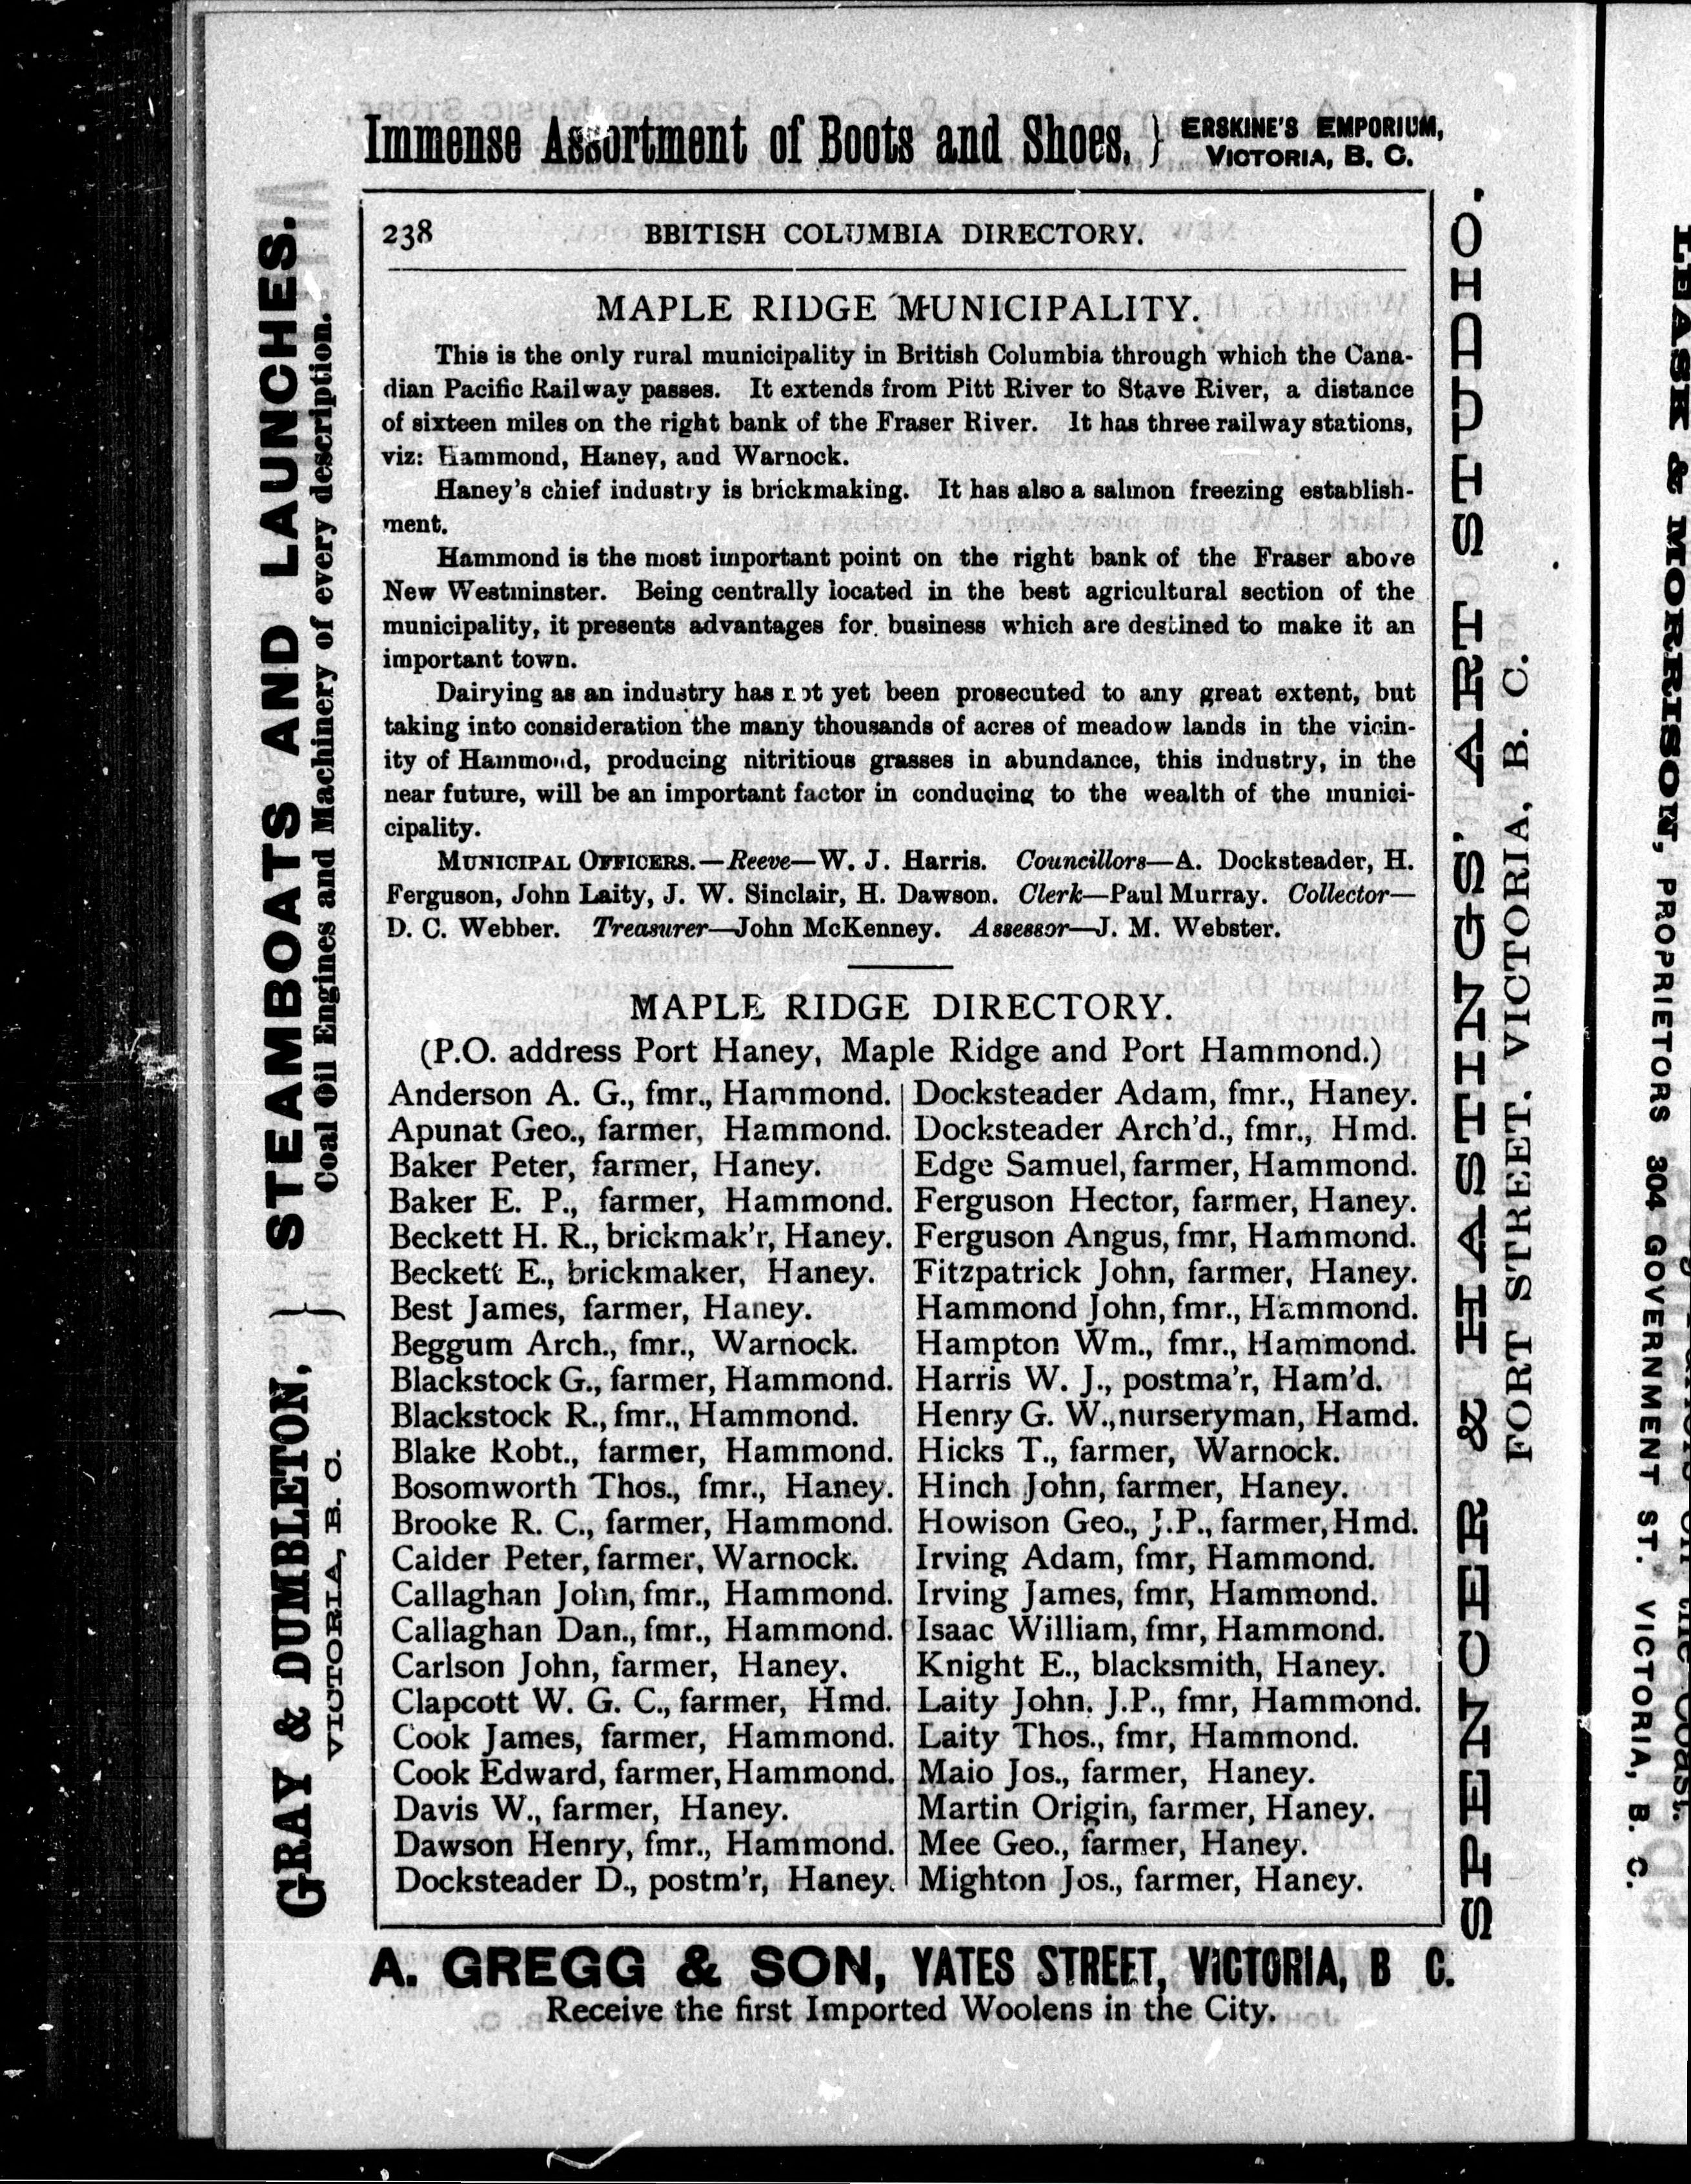 Immense Assortment of Boots and Shoes. } ERSKINE'S EMPORIUM,
VICTORIA, B. C.
238 BBITISH COLUMBIA DIRECTORY.
MAPLE RIDGE MUNICIPALITY.
This is the only rural municipality in British Columbia through which the Cana-
dian Pacific Railway passes. It extends from Pitt River to Stave River, a distance
of sixteen miles on the right bank of the Fraser River. It has three railway stations,
viz: Hammond, Haney, and Warnock.
Haney's chief industry is brickmaking. It has also a salmon freezing establish-
ment.
Hammond is the most important point on the right bank of the Fraser above
New Westminster. Being centrally located in the best agricultural section of the
municipality, it presents advantages for business which are destined to make it an
important town.
Dairying as an industry has not yet been prosecuted to any great extent, but
taking into consideration the many thousands of acres of meadow lands in the vicin-
ity of Hammond, producing nitritious grasses in abundance, this industry, in the
near future, will be an important factor in conducing to the wealth of the munici-
cipality.
MUNICIPAL OFFICERS.—Reeve—W. J. Harris. Councillors—A. Docksteader, H.
Ferguson, John Laity, J. W. Sinclair, H. Dawson. Clerk—Paul Murray. Collector—
D. C. Webber. Treasurer—John McKenney. Assessor—J. M. Webster.
MAPLE RIDGE DIRECTORY.
(P.O. address Port Haney, Maple Ridge and Port Hammond.)
Anderson A. G., fmr., Hammond.
Apunat Geo., farmer, Hammond.
Baker Peter, farmer, Haney.
Baker E. P., farmer, Hammond.
Beckett H. R., brickmak'r, Haney.
Beckett E., brickmaker, Haney.
Best James, farmer, Haney.
Beggum Arch., fmr., Warnock.
Blackstock G., farmer, Hammond.
Blackstock R., fmr., Hammond.
Blake Robt., farmer, Hammond.
Bosomworth Thos., fmr., Haney.
Brooke R. C., farmer, Hammond.
Calder Peter, farmer, Warnock.
Callaghan John, fmr., Hammond.
Callaghan Dan., fmr., Hammond.
Carlson John, farmer, Haney.
Clapcott W. G. C., farmer, Hmd.
Cook James, farmer, Hammond.
Cook Edward, farmer, Hammond.
Davis W., farmer, Haney.
Dawson Henry, fmr., Hammond.
Docksteader D., postm'r, Haney.
Docksteader Adam, fmr., Haney.
Docksteader Arch'd., fmr., Hmd.
Edge Samuel, farmer, Hammond.
Ferguson Hector, farmer, Haney.
Ferguson Angus, fmr, Hammond.
Fitzpatrick John, farmer, Haney.
Hammond John, fmr., Hammond.
Hampton Wm., fmr., Hammond.
Harris W. J., postma'r, Ham'd.
Henry G. W., nurseryman, Hamd.
Hicks T., farmer, Warnock.
Hinch John, farmer, Haney.
Howison Geo., J.P., farmer, Hmd.
Irving Adam, fmr, Hammond.
Irving James, fmr, Hammond.
Isaac William, fmr, Hammond.
Knight E., blacksmith, Haney.
Laity John, J.P., fmr, Hammond.
Laity Thos., fmr, Hammond.
Maio Jos., farmer, Haney.
Martin Origin, farmer, Haney.
Mee Geo., farmer, Haney.
Mighton Jos., farmer, Haney.
A. GREGG & SON, YATES STREET, VICTORIA, B C.
Receive the first Imported Woolens in the City.
GRAY & DUMBLETON, } STEAMBOATS AND LAUNCHES.
VICTORIA, B. C. Coal Oil Engines and Machinery of every description.
SPENCER & HASTINGS' ART STUDIO.
FORT STREET, VICTORIA, B. C.
LEASK & MORRISON, PROPRIETORS 304 GOVERNMENT ST. VICTORIA, B. C.